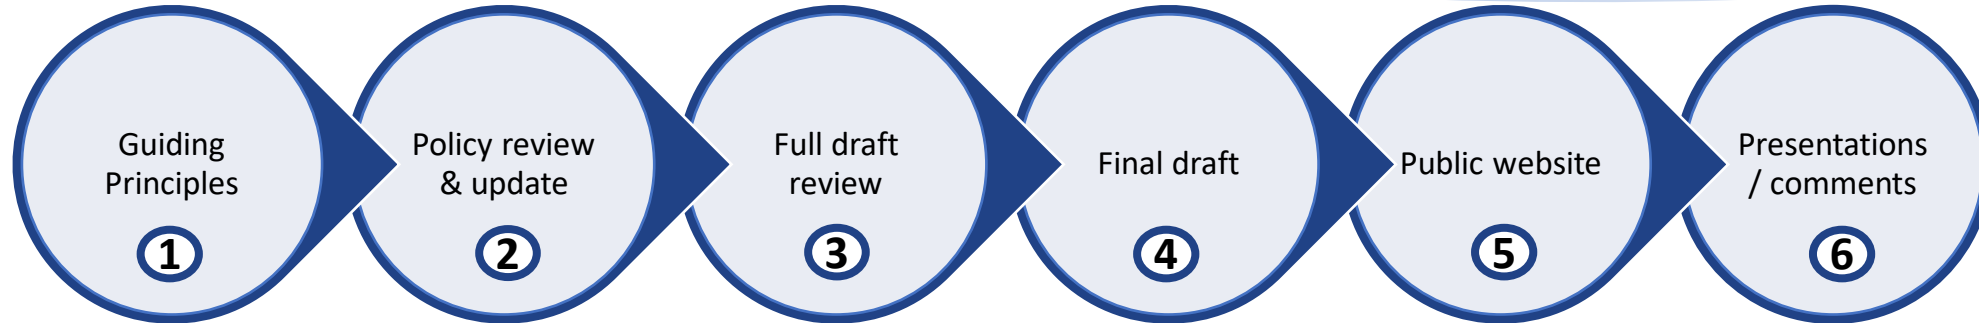 Guiding
Principles
1
Policy review
& update
2
Full draft
review
3
Final draft
4
Public website
5
Presentations
/ comments
6